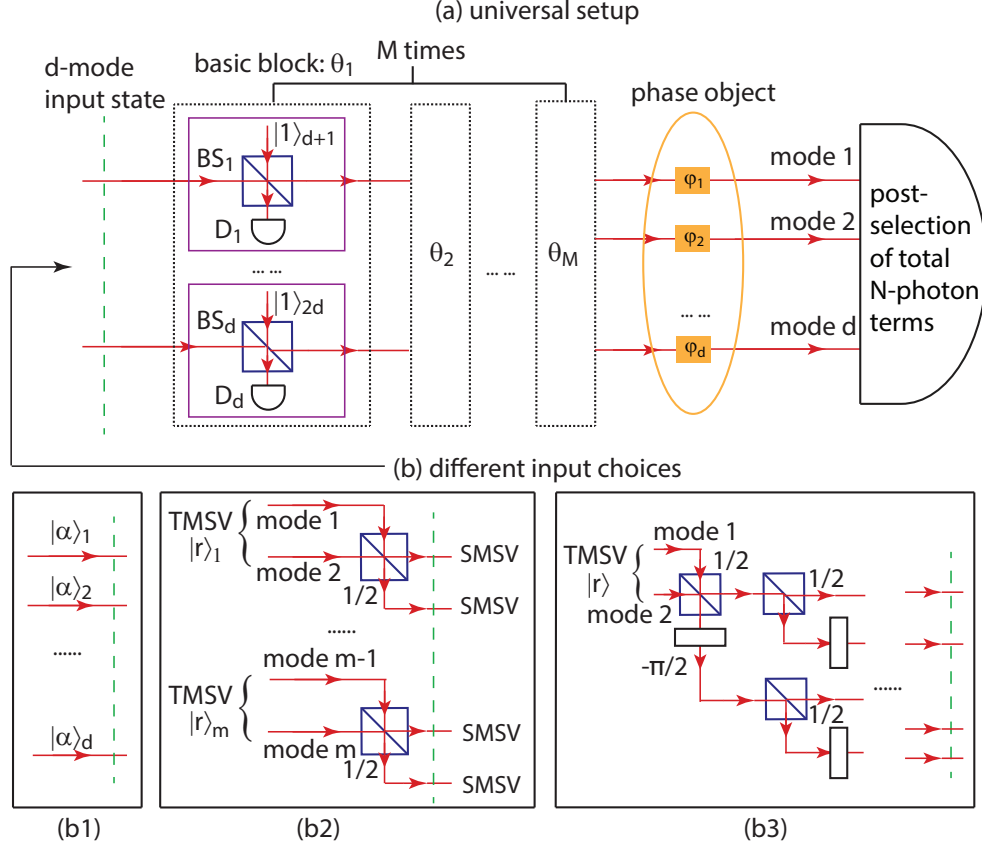 (a) universal setup
M times
d-mode
input state
basic block: θ₁
phase object
|1⟩d+1
BS₁
D₁
... ...
|1⟩2d
BSd
Dd
θ₂
... ...
θM
φ₁
φ₂
... ...
φd
mode 1
mode 2
mode d
post-
selection
of total
N-photon
terms
(b) different input choices
|α⟩₁
|α⟩₂
......
|α⟩d
(b1)
TMSV
|r⟩₁
mode 1
mode 2
1/2
SMSV
SMSV
......
mode m-1
TMSV
|r⟩m
mode m
1/2
SMSV
SMSV
(b2)
mode 1
TMSV
|r⟩
mode 2
1/2
1/2
-π/2
1/2
......
(b3)